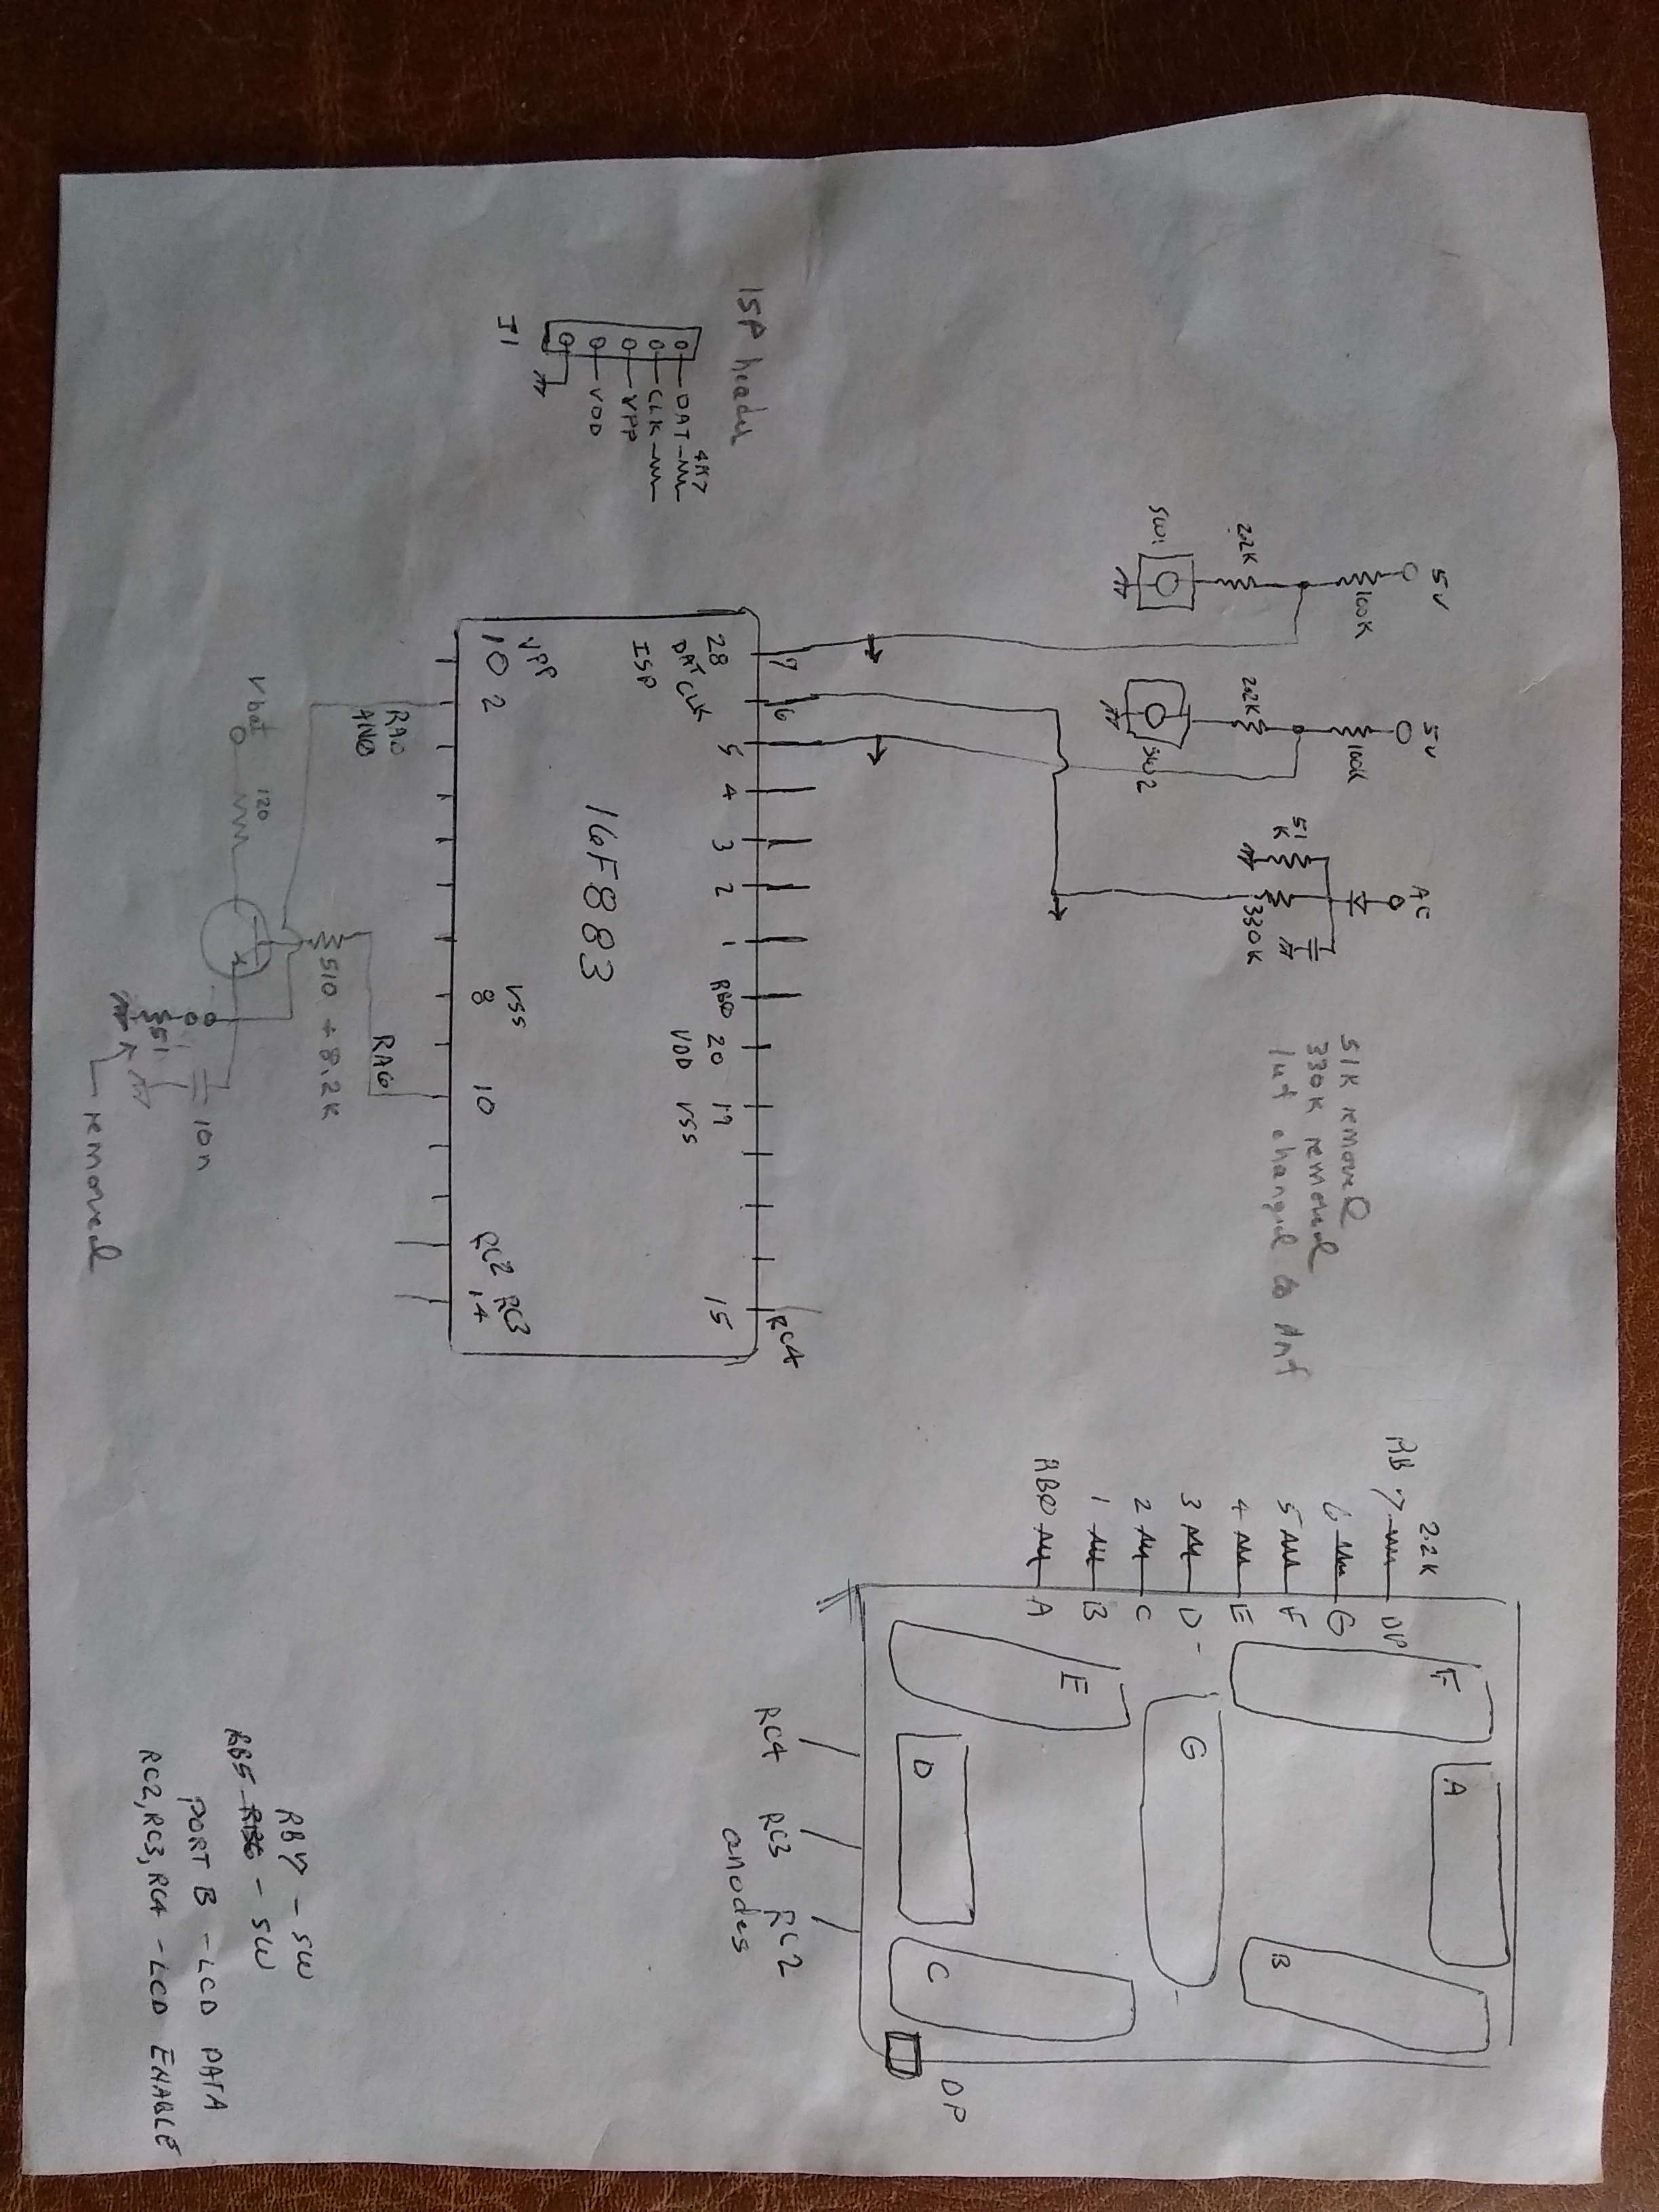 5V
5V
AC
100K
100K
51
K
330K
2.2K
2.2K
SW1
SW2
51K removed
330K removed
1uf changed to
2.2K
RB 7 DP
6 G
5 F
4 E
3 D
2 C
1 B
RB0 A
F
A
B
G
E
D
C
DP
RC4 RC3 RC2
anodes
ISP header
DAT 4K7
CLK
VPP
VDD
J1
7 6
RC4
28 5 4 3 2 1 RB0 20 19 15
DAT CLK
VDD VSS
ISP
16F883
VPP
VSS
RC2 RC3
10 2 8 10 14
RA0
AN0
RA6
510 → 8.2K
Vbat 120
10n
51
removed
RB7 - SW
RB5 RB6 - SW
PORT B - LCD DATA
RC2, RC3, RC4 - LCD ENABLE